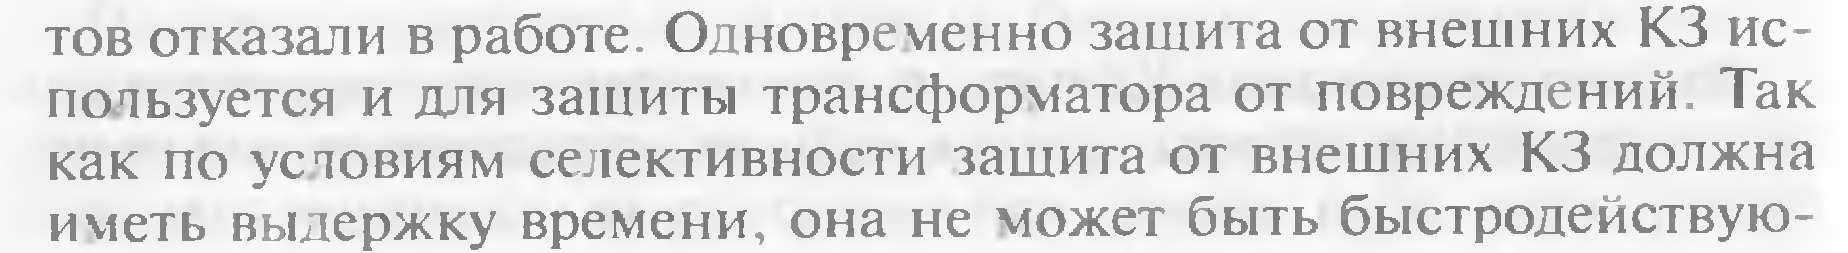 тов отказали в работе. Одновременно защита от внешних КЗ ис-
пользуется и для защиты трансформатора от повреждений. Так
как по условиям селективности защита от внешних КЗ должна
иметь выдержку времени, она не может быть быстродействую-